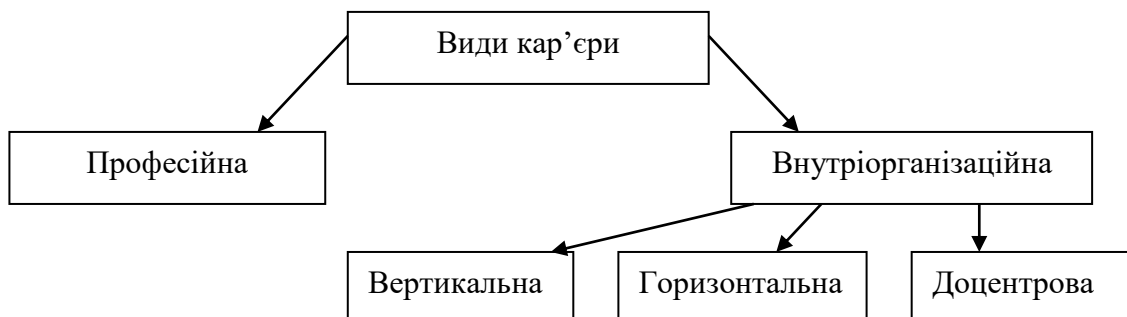 Види кар’єри
Професійна
Внутріорганізаційна
Вертикальна
Горизонтальна
Доцентрова